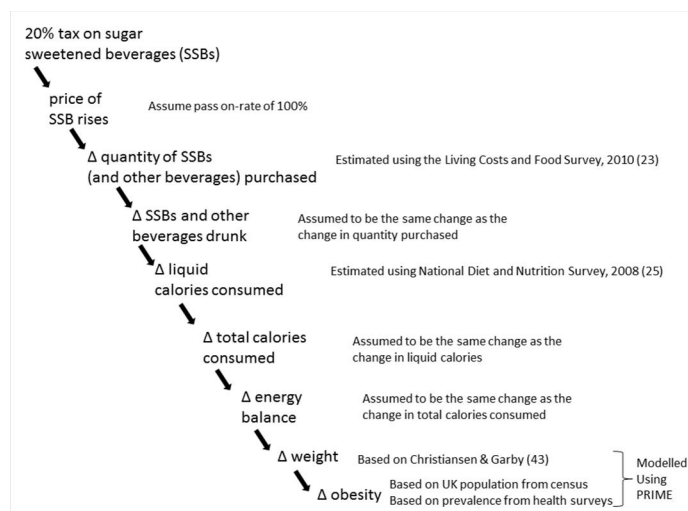 20% tax on sugar
sweetened beverages (SSBs)
price of
SSB rises
Assume pass on-rate of 100%
Δ quantity of SSBs
(and other beverages) purchased
Estimated using the Living Costs and Food Survey, 2010 (23)
Δ SSBs and other
beverages drunk
Assumed to be the same change as the
change in quantity purchased
Δ liquid
calories consumed
Estimated using National Diet and Nutrition Survey, 2008 (25)
Δ total calories
consumed
Assumed to be the same change as the
change in liquid calories
Δ energy
balance
Assumed to be the same change as the
change in total calories consumed
Δ weight
Based on Christiansen & Garby (43)
Δ obesity
Based on UK population from census
Based on prevalence from health surveys
Modelled
Using
PRIME